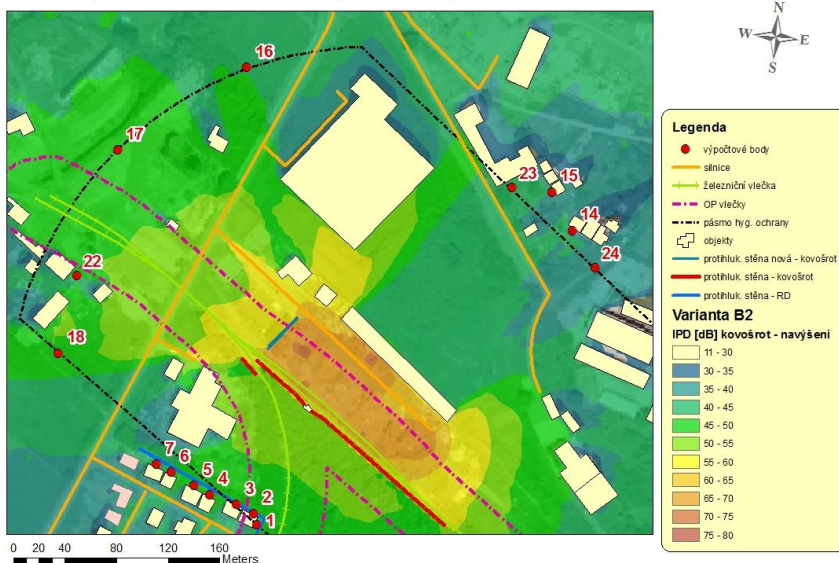 N
W E
S
16
17
23
15
14
24
22
18
7
6
5
4
3
2
1
0 20 40 80 120 160
Meters
Legenda
výpočtové body
silnice
železniční vlečka
OP vlečky
pásmo hyg. ochrany
objekty
protihluk. stěna nová - kovošrot
protihluk. stěna - kovošrot
protihluk. stěna - RD
Varianta B2
IPD [dB] kovošrot - navýšení
11 - 30
30 - 35
35 - 40
40 - 45
45 - 50
50 - 55
55 - 60
60 - 65
65 - 70
70 - 75
75 - 80